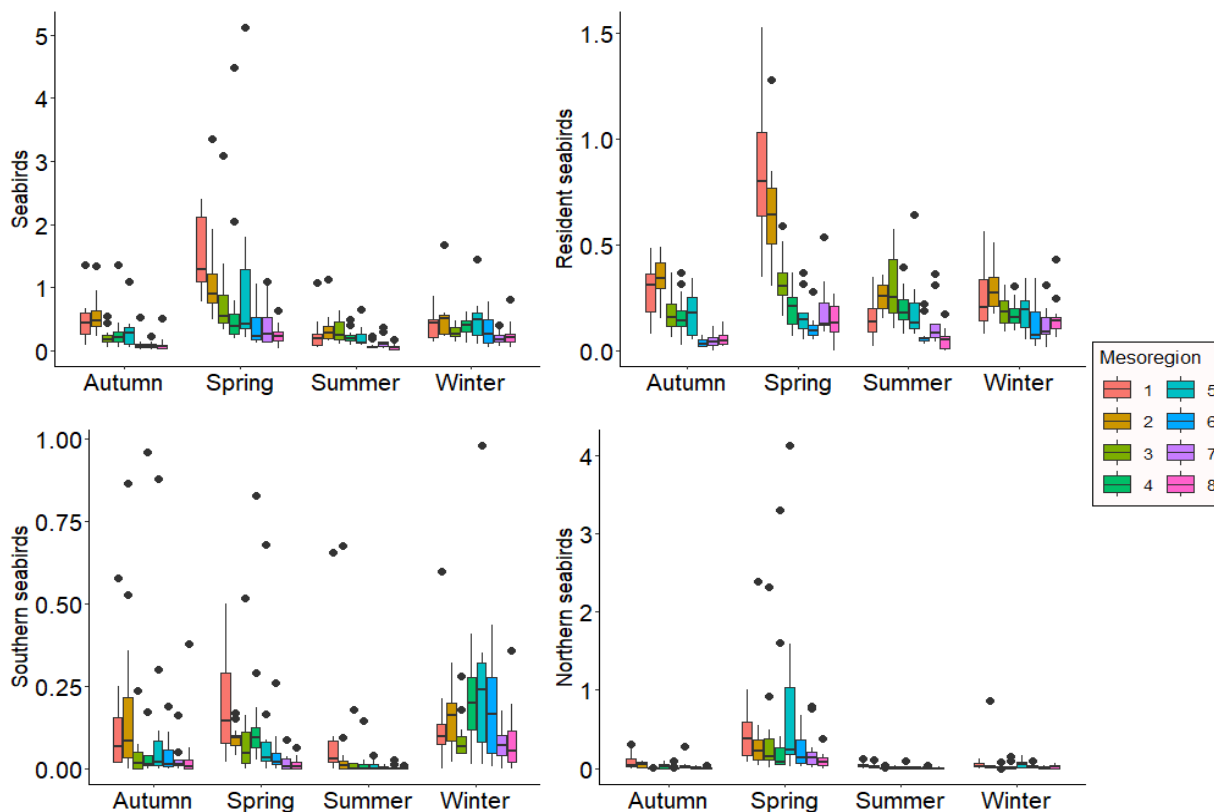 Seabirds
5
4
3
2
1
0
Autumn Spring Summer Winter
Resident seabirds
1.5
1.0
0.5
0.0
Autumn Spring Summer Winter
Mesoregion
1 5
2 6
3 7
4 8
Southern seabirds
1.00
0.75
0.50
0.25
0.00
Autumn Spring Summer Winter
Northern seabirds
4
3
2
1
0
Autumn Spring Summer Winter